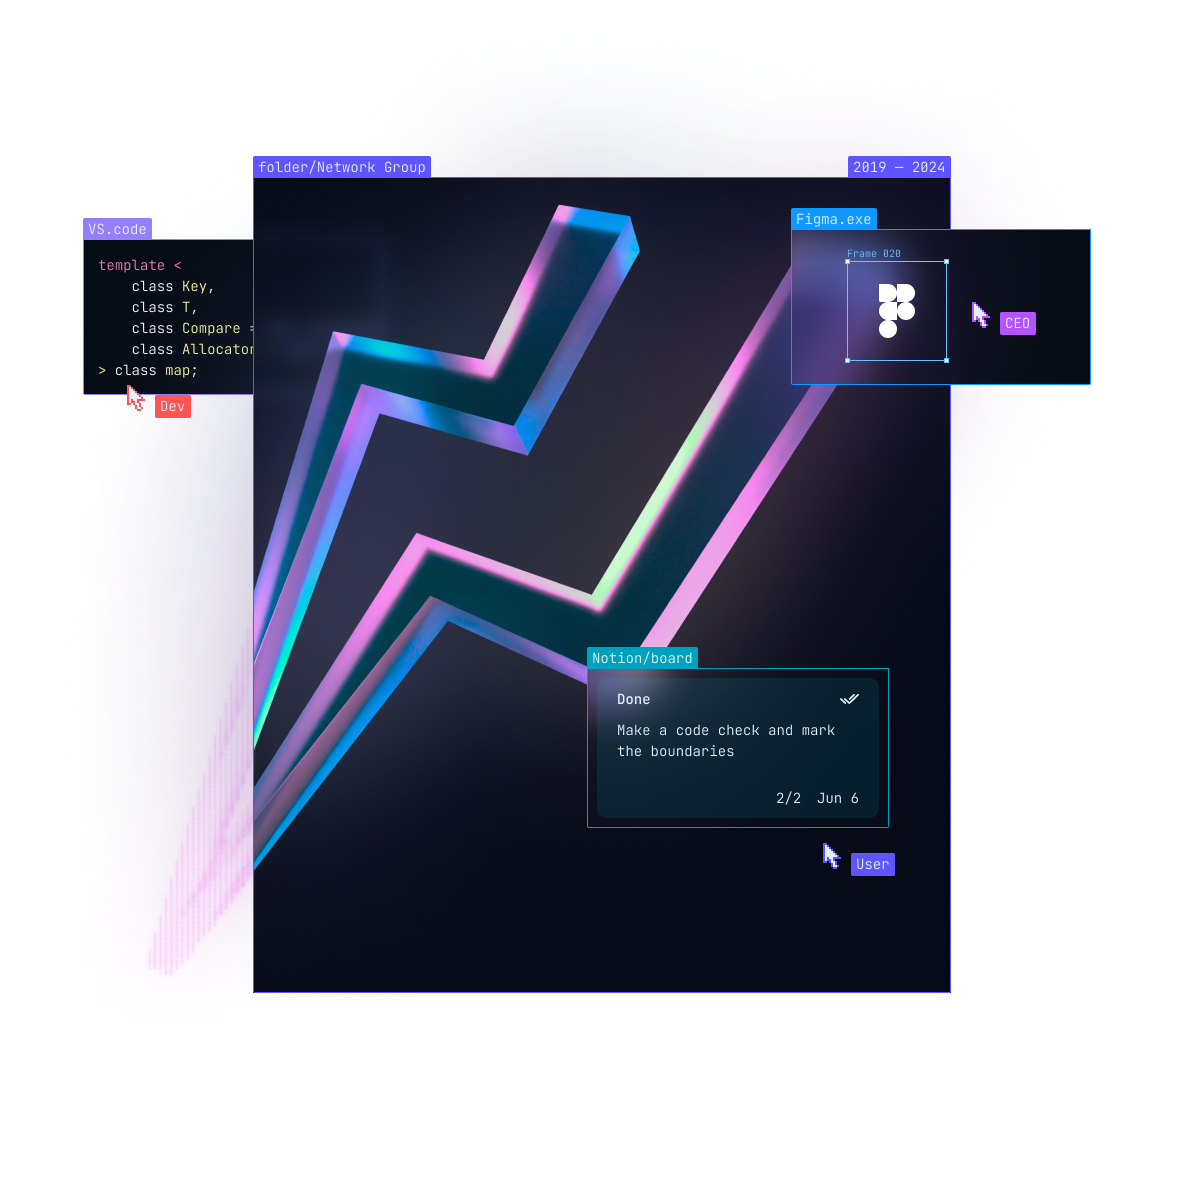 folder/Network Group
2019 — 2024
VS.code
template <
class Key,
class T,
class Compare =
class Allocator
> class map;
Dev
Figma.exe
Frame 020
CEO
Notion/board
Done
Make a code check and mark
the boundaries
2/2 Jun 6
User